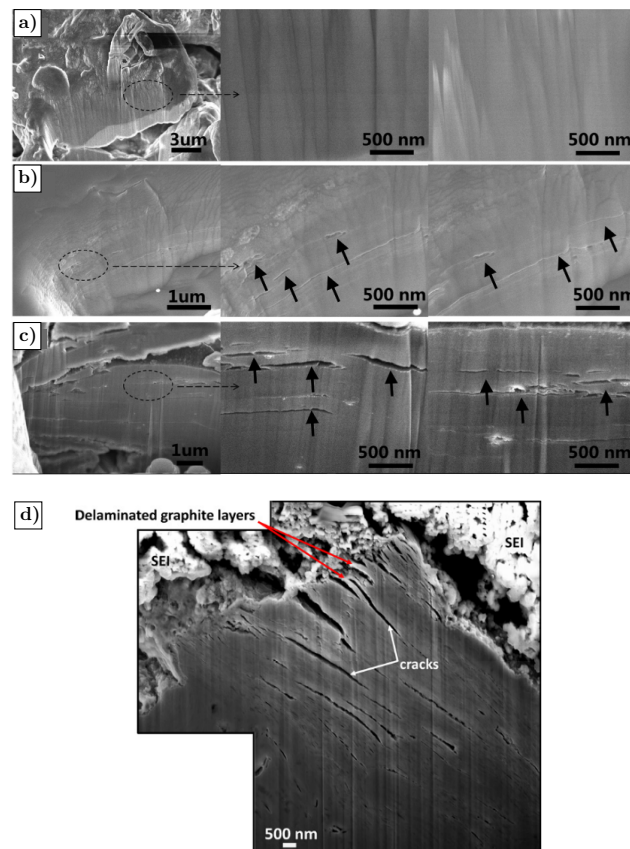 a)
3um
500 nm
500 nm
b)
1um
500 nm
500 nm
c)
1um
500 nm
500 nm
d)
Delaminated graphite layers
SEI
SEI
cracks
500 nm